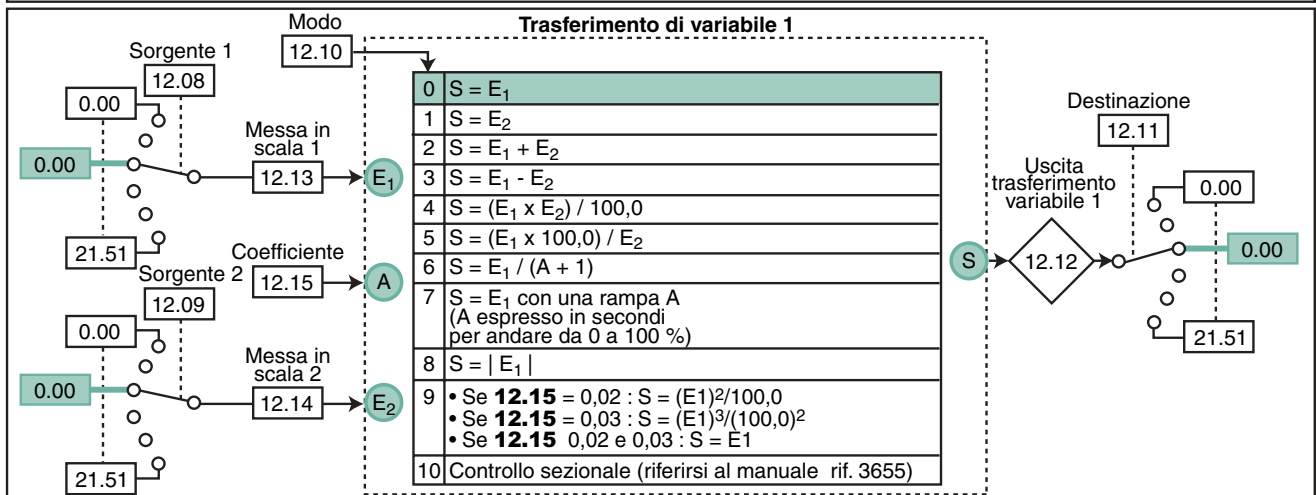 Trasferimento di variabile 1
Modo
12.10
Sorgente 1
12.08
0.00
0.00
21.51
Messa in
scala 1
12.13
E1
Coefficiente
12.15
A
Sorgente 2
12.09
0.00
0.00
21.51
Messa in
scala 2
12.14
E2
0 S = E1
1 S = E2
2 S = E1 + E2
3 S = E1 - E2
4 S = (E1 x E2) / 100,0
5 S = (E1 x 100,0) / E2
6 S = E1 / (A + 1)
7 S = E1 con una rampa A
(A espresso in secondi
per andare da 0 a 100 %)
8 S = | E1 |
9 • Se 12.15 = 0,02 : S = (E1)²/100,0
• Se 12.15 = 0,03 : S = (E1)³/(100,0)²
• Se 12.15 0,02 e 0,03 : S = E1
10 Controllo sezionale (riferirsi al manuale rif. 3655)
S
Uscita
trasferimento
variabile 1
12.12
Destinazione
12.11
0.00
0.00
21.51